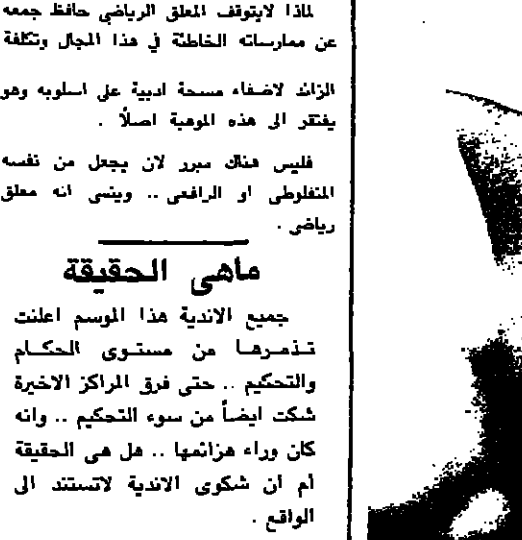 لماذا لايتوقف المعلق الرياضي حافظ جمعه
عن ممارساته الخاطئة في هذا المجال وتكلفة
الزائد لاضفاء مسحة ادبية على اسلوبه وهو
يفتقر الى هذه الموهبة اصلاً .
فليس هناك مبرر لان يجعل من نفسه
المنفلوطى او الرافعى .. وينسى انه معلق
رياضى .
ماهى الحقيقة
جميع الاندية هذا الموسم اعلنت
تذمرها من مستوى الحكام
والتحكيم .. حتى فرق المراكز الاخيرة
شكت ايضاً من سوء التحكيم .. وانه
كان وراء هزائمها .. هل هى الحقيقة
أم ان شكوى الاندية لاتستند الى
الواقع .